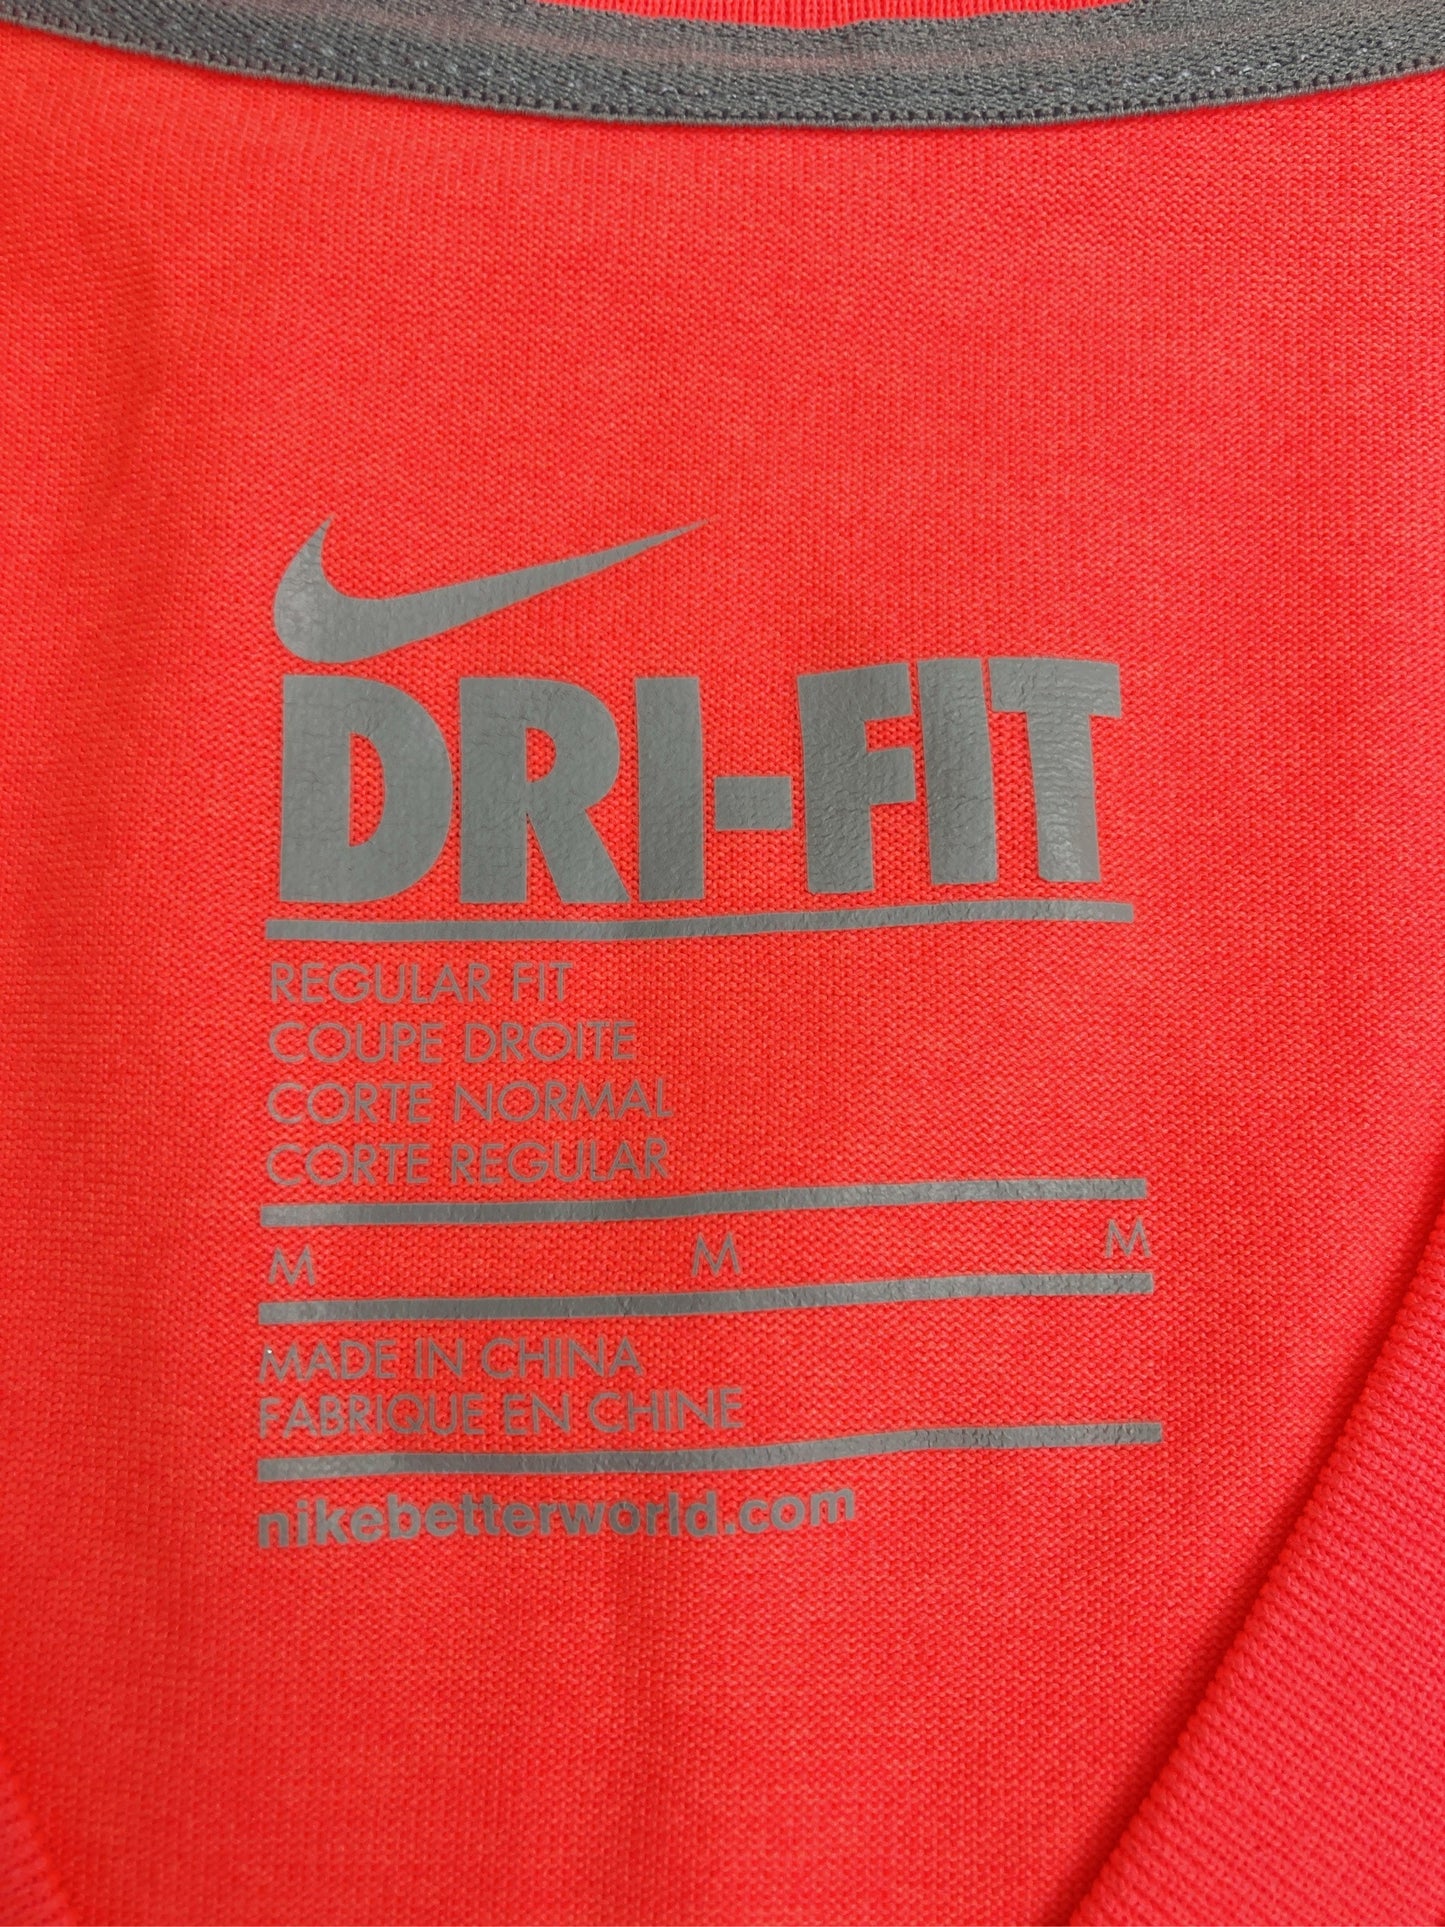 DRI-FIT
REGULAR FIT
COUPE DROITE
CORTE NORMAL
CORTE REGULAR
M M M
MADE IN CHINA
FABRIQUE EN CHINE
nikebetterworld.com